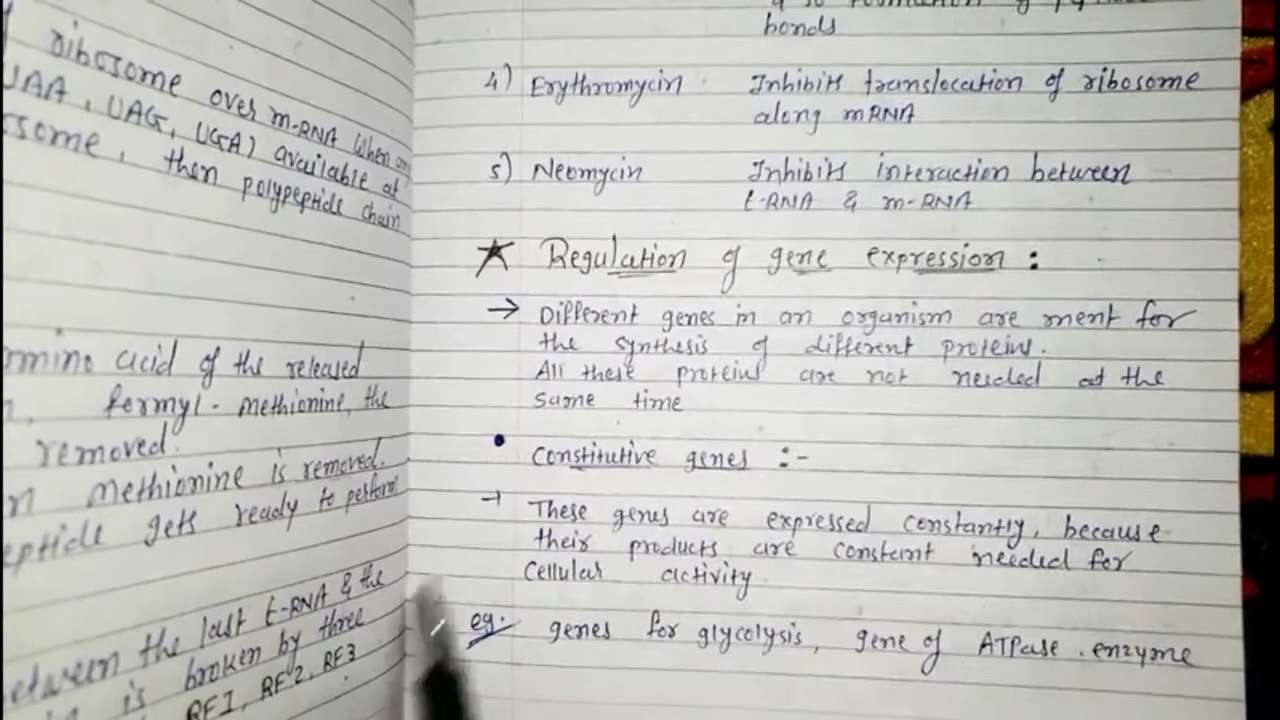 ribosome over m-RNA when
UAA, UAG, UGA) available at
some, then polypeptide chain
amino acid of the released
formyl - methionine, the
removed.
methionine is removed.
gets ready to perform
between the last t-RNA & the
is broken by three
RF1, RF2, RF3
bonds
4) Erythromycin Inhibits translocation of ribosome
along mRNA
5) Neomycin Inhibits interaction between
t-RNA & m-RNA
★ Regulation of gene expression :
→ Different genes in an organism are ment for
the synthesis of different proteins.
All these proteins are not needed at the
same time
• Constitutive genes :-
→ These genes are expressed constantly, because
their products are constant needed for
Cellular activity
eg. genes for glycolysis, gene of ATPase enzyme